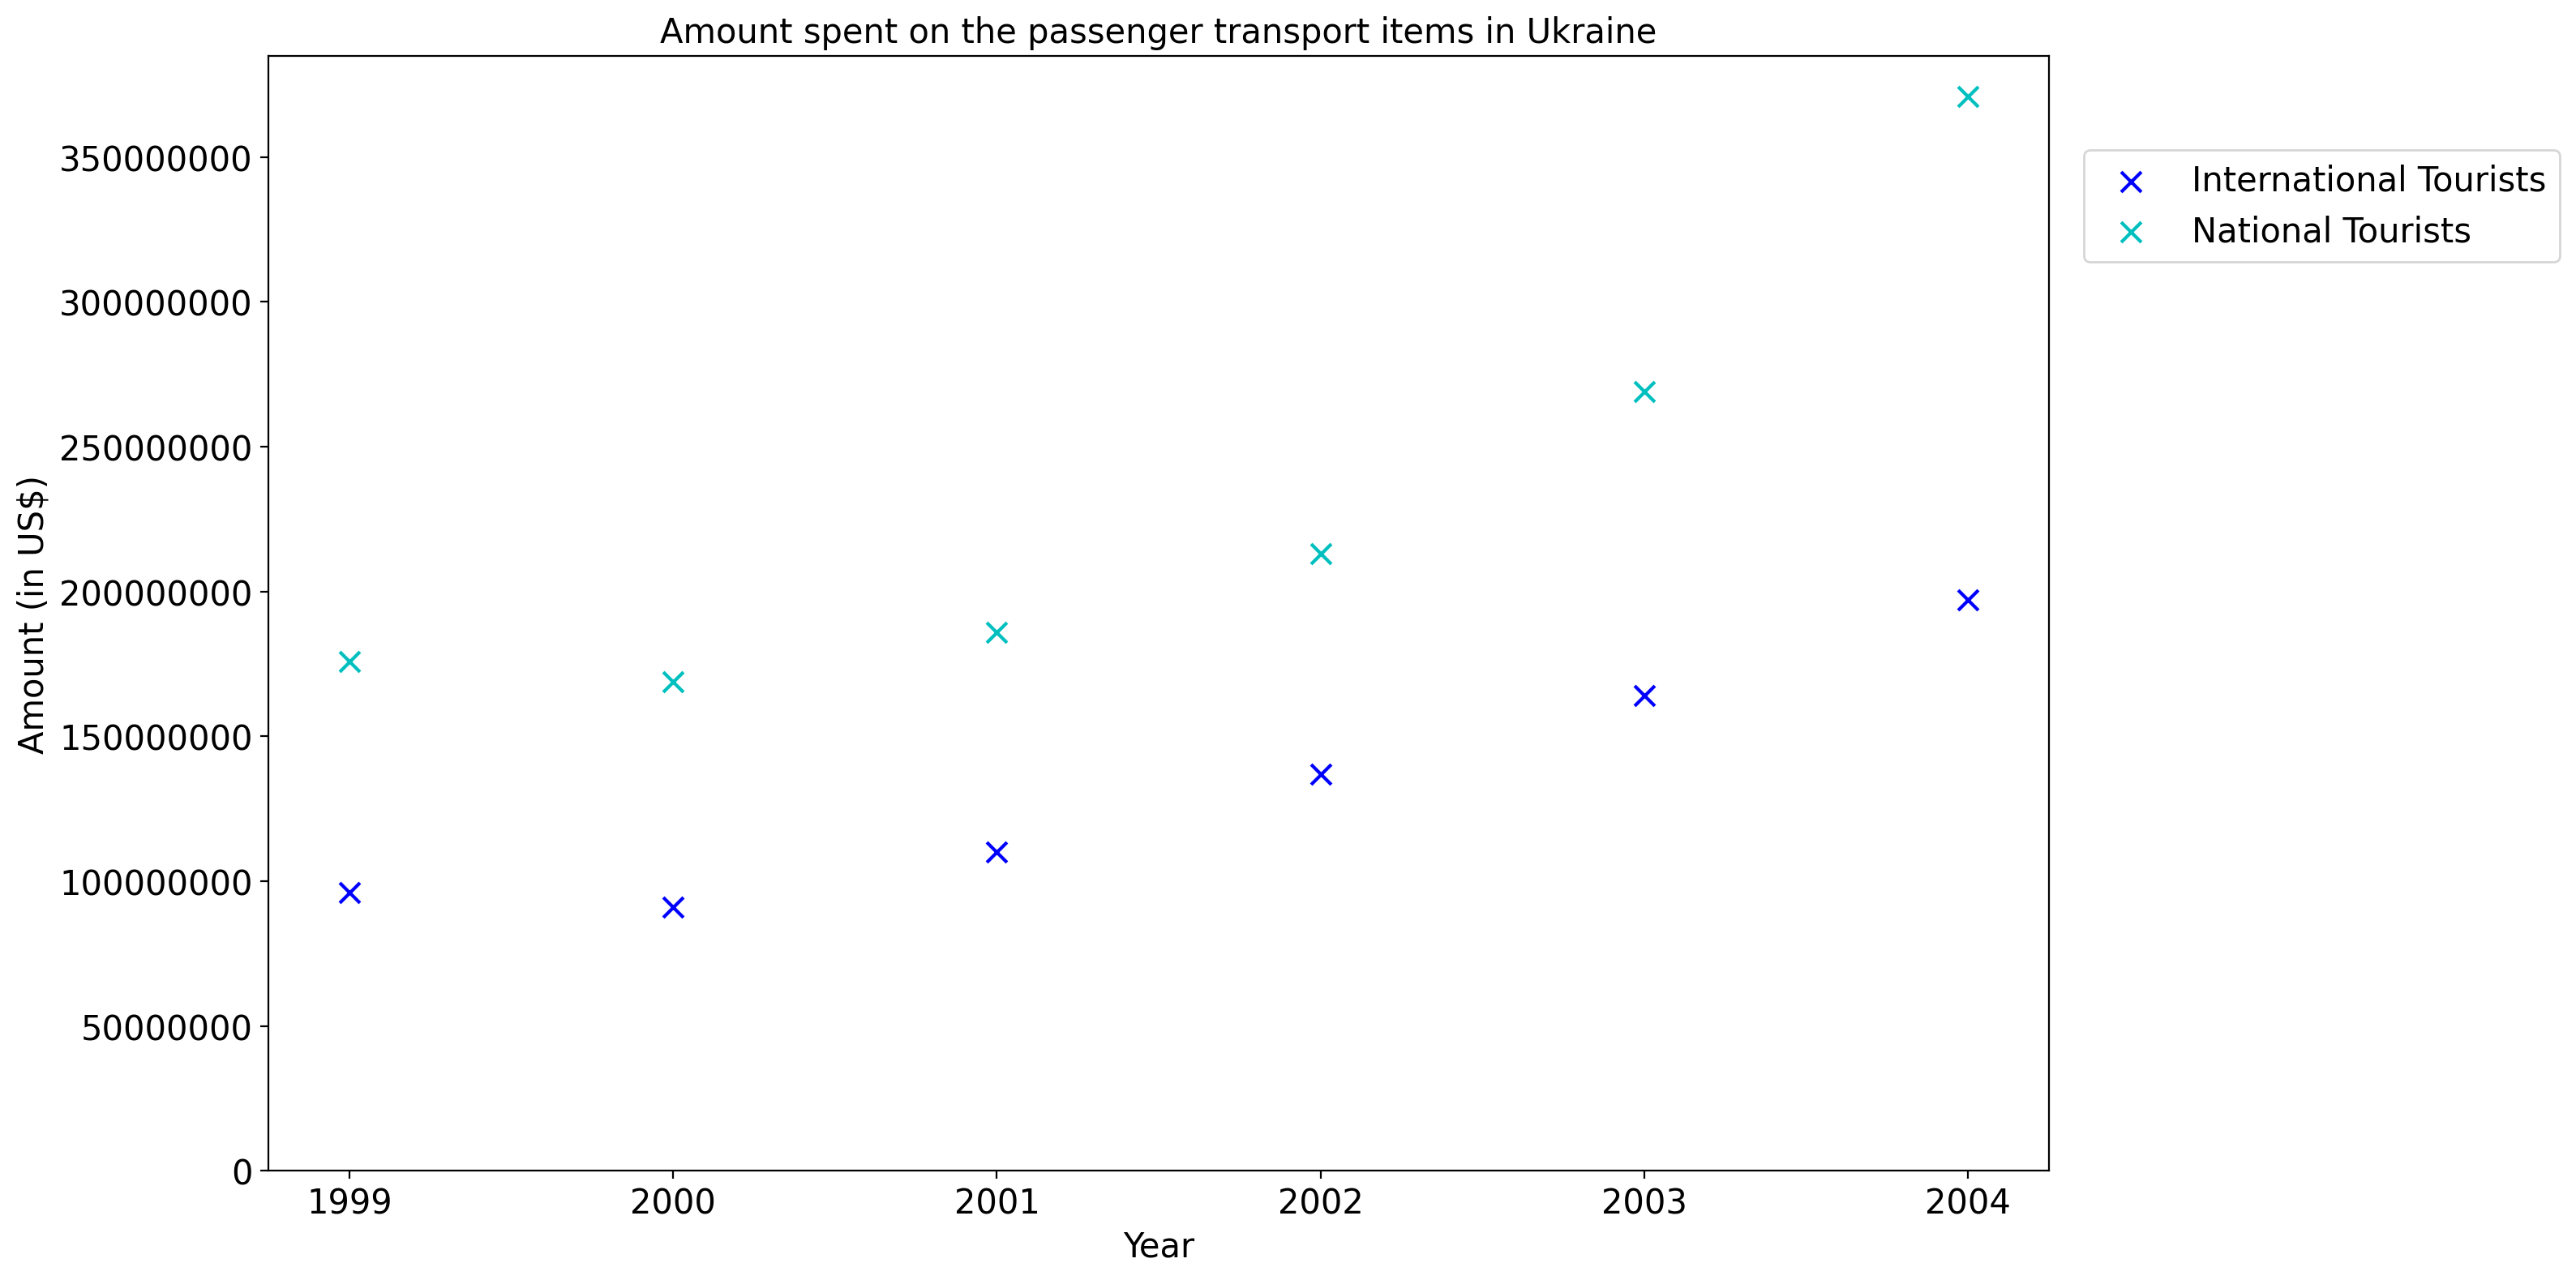 Amount spent on the passenger transport items in Ukraine
Amount (in US$)
350000000
300000000
250000000
200000000
150000000
100000000
50000000
0
1999 2000 2001 2002 2003 2004
Year
International Tourists
National Tourists